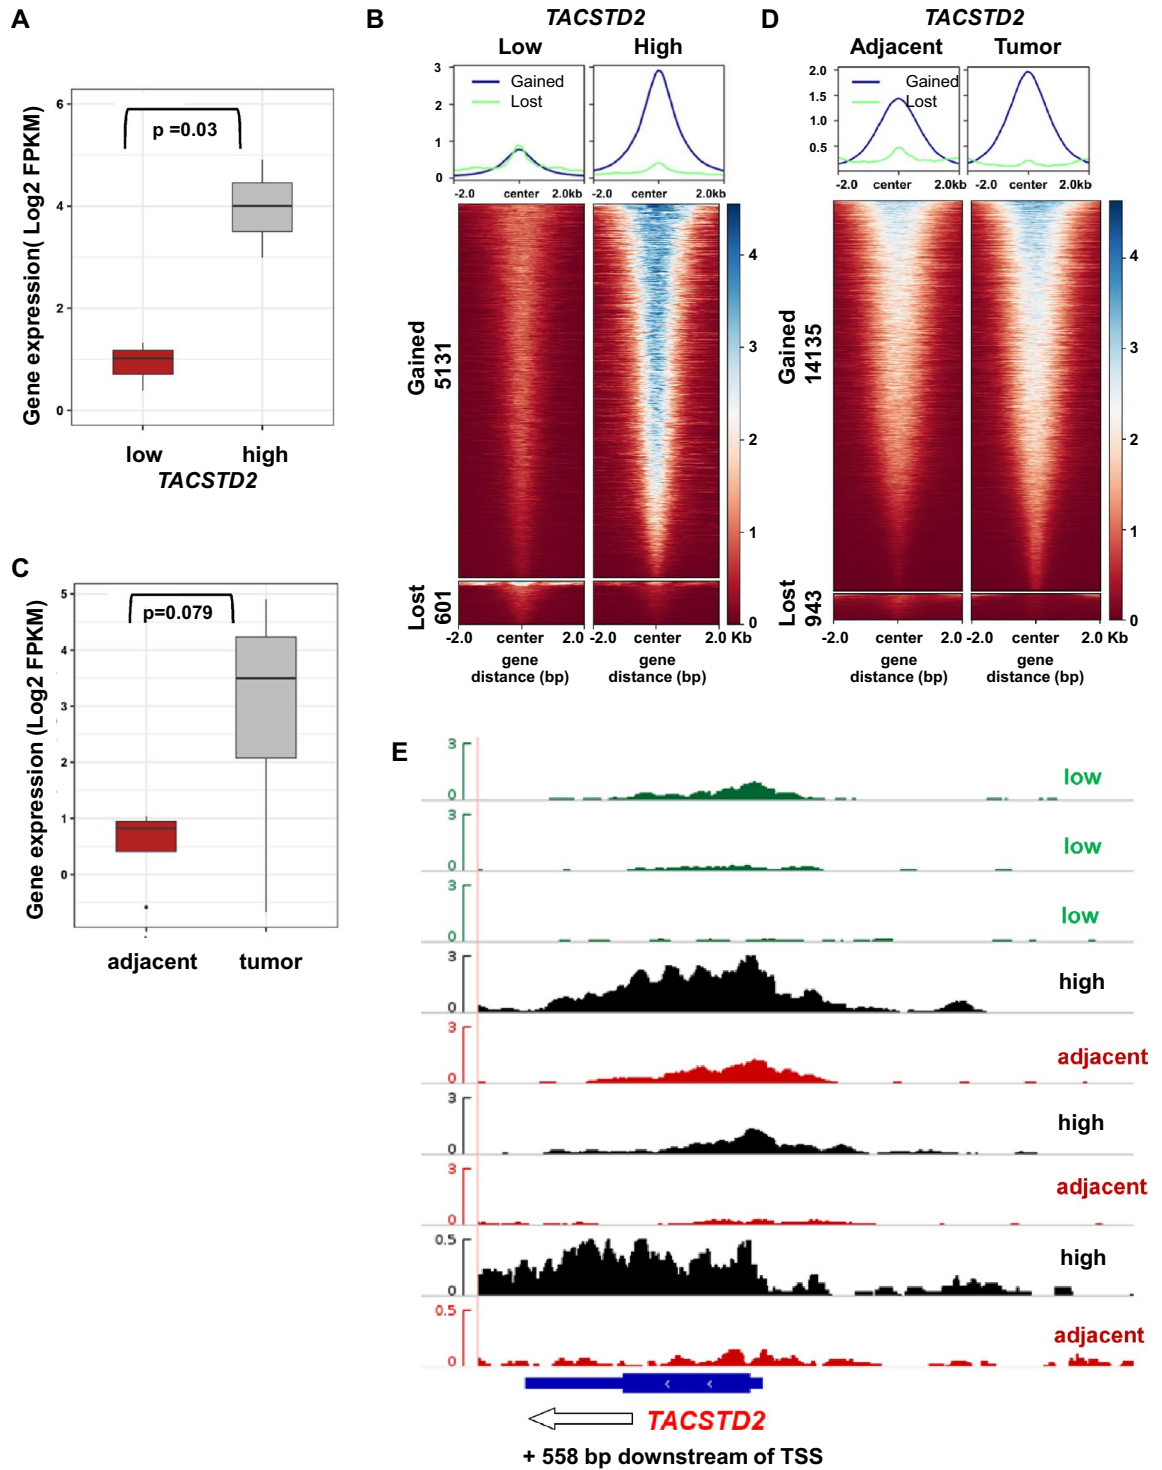 A
Gene expression( Log2 FPKM)
6
4
2
0
p =0.03
low
high
TACSTD2
B
TACSTD2
Low
High
3
2
1
0
Gained
Lost
-2.0
center
2.0kb
-2.0
center
2.0kb
Gained
5131
Lost
601
4
3
2
1
0
-2.0
center
2.0
-2.0
center
2.0 Kb
gene
distance (bp)
gene
distance (bp)
D
TACSTD2
Adjacent
Tumor
2.0
1.5
1.0
0.5
Gained
Lost
-2.0
center
2.0kb
-2.0
center
2.0kb
Gained
14135
Lost
943
4
3
2
1
0
-2.0
center
2.0
-2.0
center
2.0 Kb
gene
distance (bp)
gene
distance (bp)
C
Gene expression (Log2 FPKM)
5
4
3
2
1
0
p=0.079
adjacent
tumor
E
3
0
low
3
0
low
3
0
low
3
0
high
3
0
adjacent
3
0
high
3
0
adjacent
0.5
0
high
0.5
0
adjacent
TACSTD2
+ 558 bp downstream of TSS